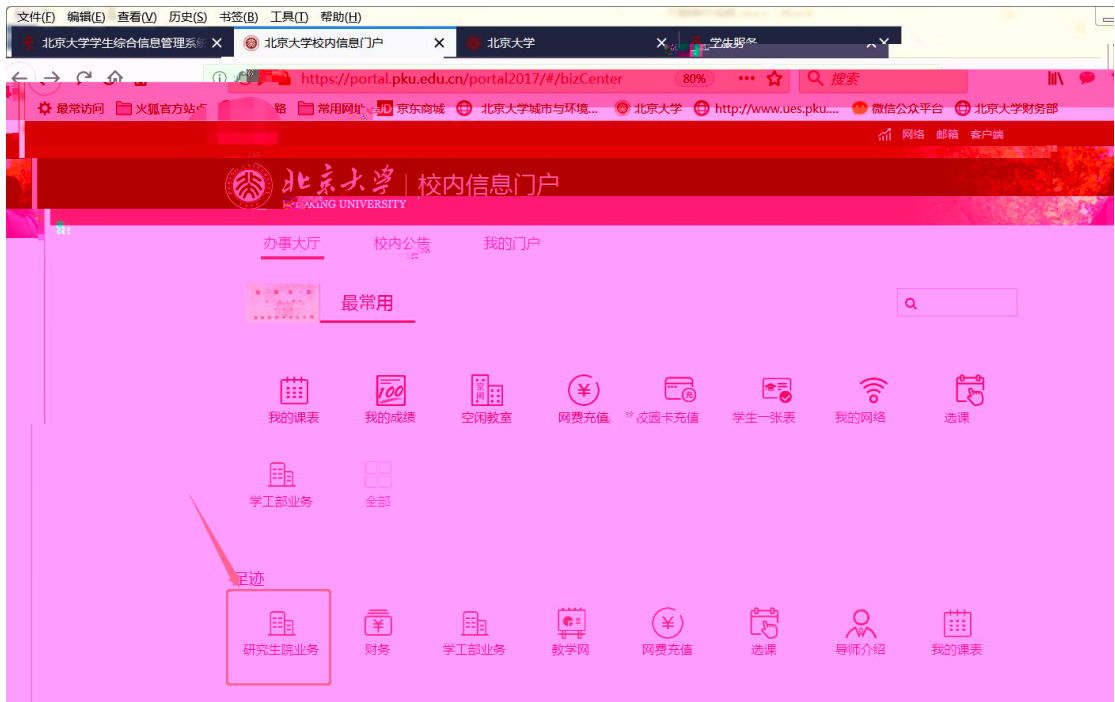 文件(F) 编辑(E) 查看(V) 历史(S) 书签(B) 工具(T) 帮助(H)
北京大学学生综合信息管理系统 北京大学校内信息门户 北京大学
https://portal.pku.edu.cn/portal2017/#/bizCenter 80% 搜索
最常访问 火狐官方站点 常用网址 JD 京东商城 北京大学城市与环境... 北京大学 http://www.ues.pku.... 微信公众平台 北京大学财务部
网络 邮箱 客户端
北京大学 校内信息门户
PEKING UNIVERSITY
办事大厅 校内公告 我的门户
最常用
我的课表 我的成绩 空闲教室 网费充值 校园卡充值 学生一张表 我的网络 选课
学工部业务 全部
足迹
研究生院业务 财务 学工部业务 教学网 网费充值 选课 导师介绍 我的课表